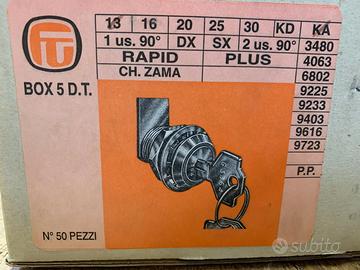 13 16 20 25 30 KD KA
1 us. 90° DX SX 2 us. 90° 3480
RAPID PLUS 4063
CH. ZAMA 6802
BOX 5 D.T. 9225
9233
9403
9616
9723
P.P.
N° 50 PEZZI
subito